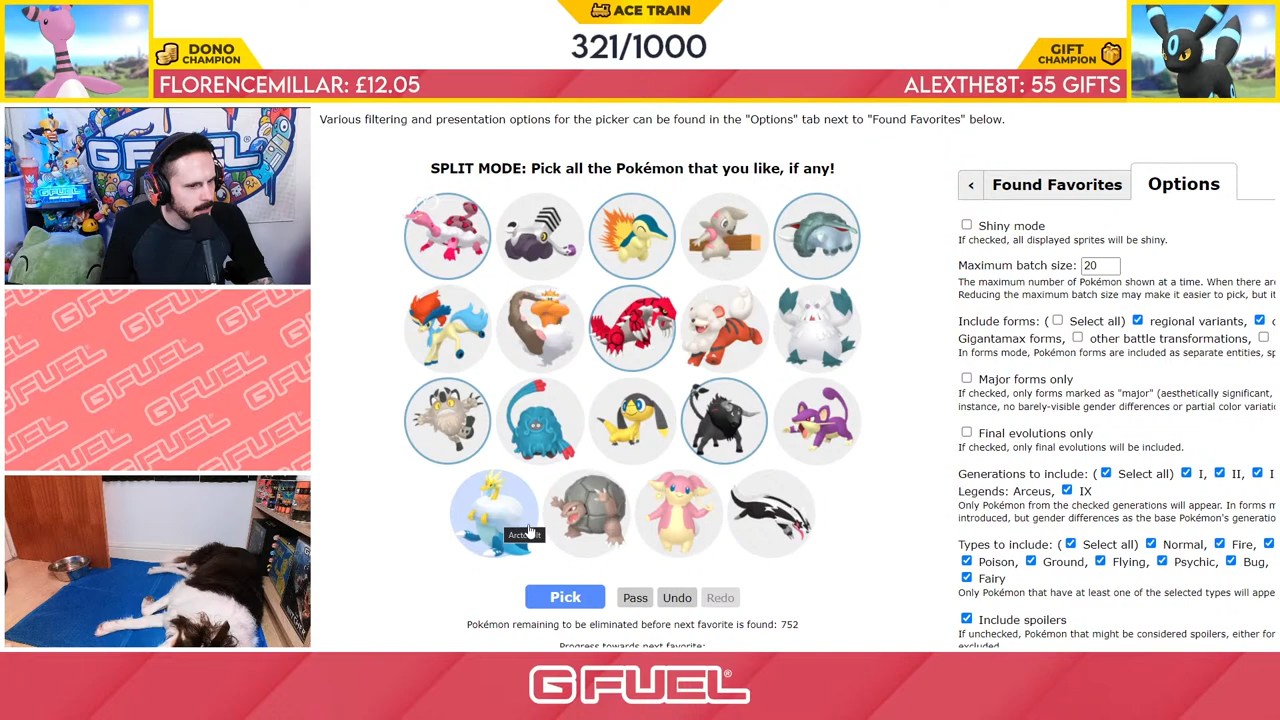 ACE TRAIN
321/1000
DONO
CHAMPION
FLORENCEMILLAR: £12.05
GIFT
CHAMPION
ALEXTHE8T: 55 GIFTS
GFUEL
Various filtering and presentation options for the picker can be found in the "Options" tab next to "Found Favorites" below.
SPLIT MODE: Pick all the Pokémon that you like, if any!
Pick
Pass
Undo
Redo
Pokémon remaining to be eliminated before next favorite is found: 752
Progress towards next favorite:
‹
Found Favorites
Options
Shiny mode
If checked, all displayed sprites will be shiny.
Maximum batch size: 20
The maximum number of Pokémon shown at a time. When there are
Reducing the maximum batch size may make it easier to pick, but it
Include forms: ( Select all) regional variants,
Gigantamax forms, other battle transformations,
In forms mode, Pokémon forms are included as separate entities, sp
Major forms only
If checked, only forms marked as "major" (aesthetically significant,
instance, no barely-visible gender differences or partial color variati
Final evolutions only
If checked, only final evolutions will be included.
Generations to include: ( Select all) I, II, I
Legends: Arceus, IX
Only Pokémon from the checked generations will appear. In forms m
introduced, but gender differences as the base Pokémon's generatio
Types to include: ( Select all) Normal, Fire,
Poison, Ground, Flying, Psychic, Bug,
Fairy
Only Pokémon that have at least one of the selected types will appe
Include spoilers
If unchecked, Pokémon that might be considered spoilers, either for
excluded.
GFUEL